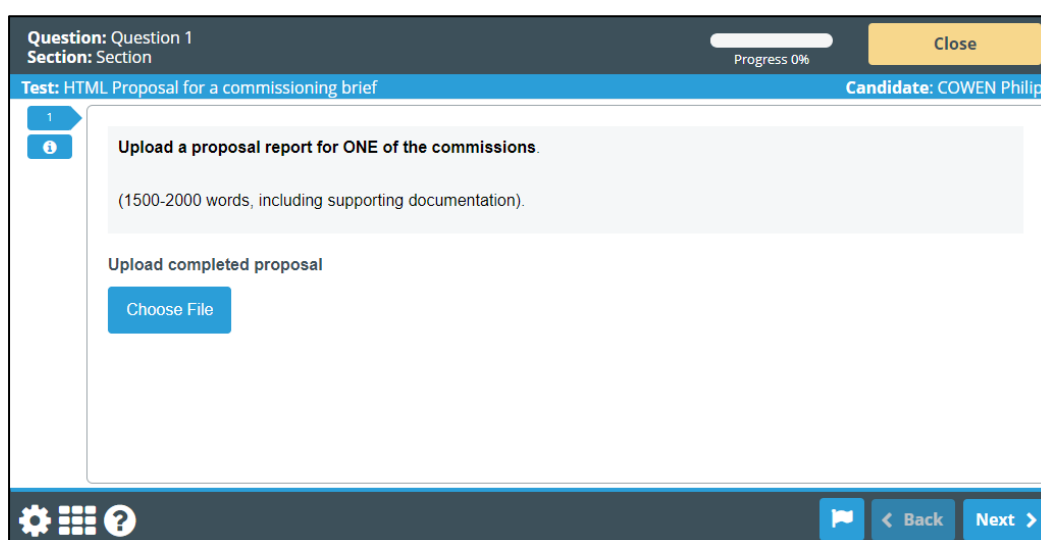 Question: Question 1
Section: Section
Progress 0%
Close
Test: HTML Proposal for a commissioning brief
Candidate: COWEN Philip
1
Upload a proposal report for ONE of the commissions.
(1500-2000 words, including supporting documentation).
Upload completed proposal
Choose File
Back
Next